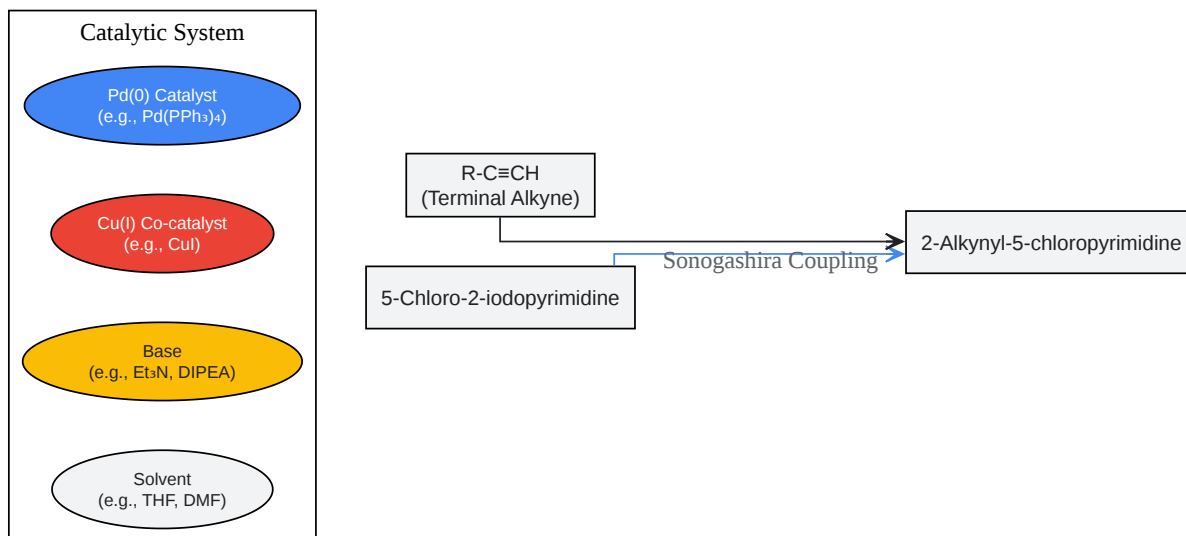 Catalytic System
Pd(0) Catalyst
(e.g., Pd(PPh₃)₄)
Cu(I) Co-catalyst
(e.g., CuI)
Base
(e.g., Et₃N, DIPEA)
Solvent
(e.g., THF, DMF)
R-C≡CH
(Terminal Alkyne)
5-Chloro-2-iodopyrimidine
Sonogashira Coupling
2-Alkynyl-5-chloropyrimidine